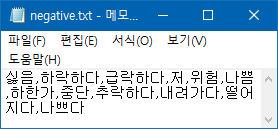 negative.txt - 메모...
파일(F) 편집(E) 서식(O) 보기(V)
도움말(H)
싫음,하락하다,급락하다,저,위험,나쁨
,하한가,중단,추락하다,내려가다,떨어
지다,나쁘다